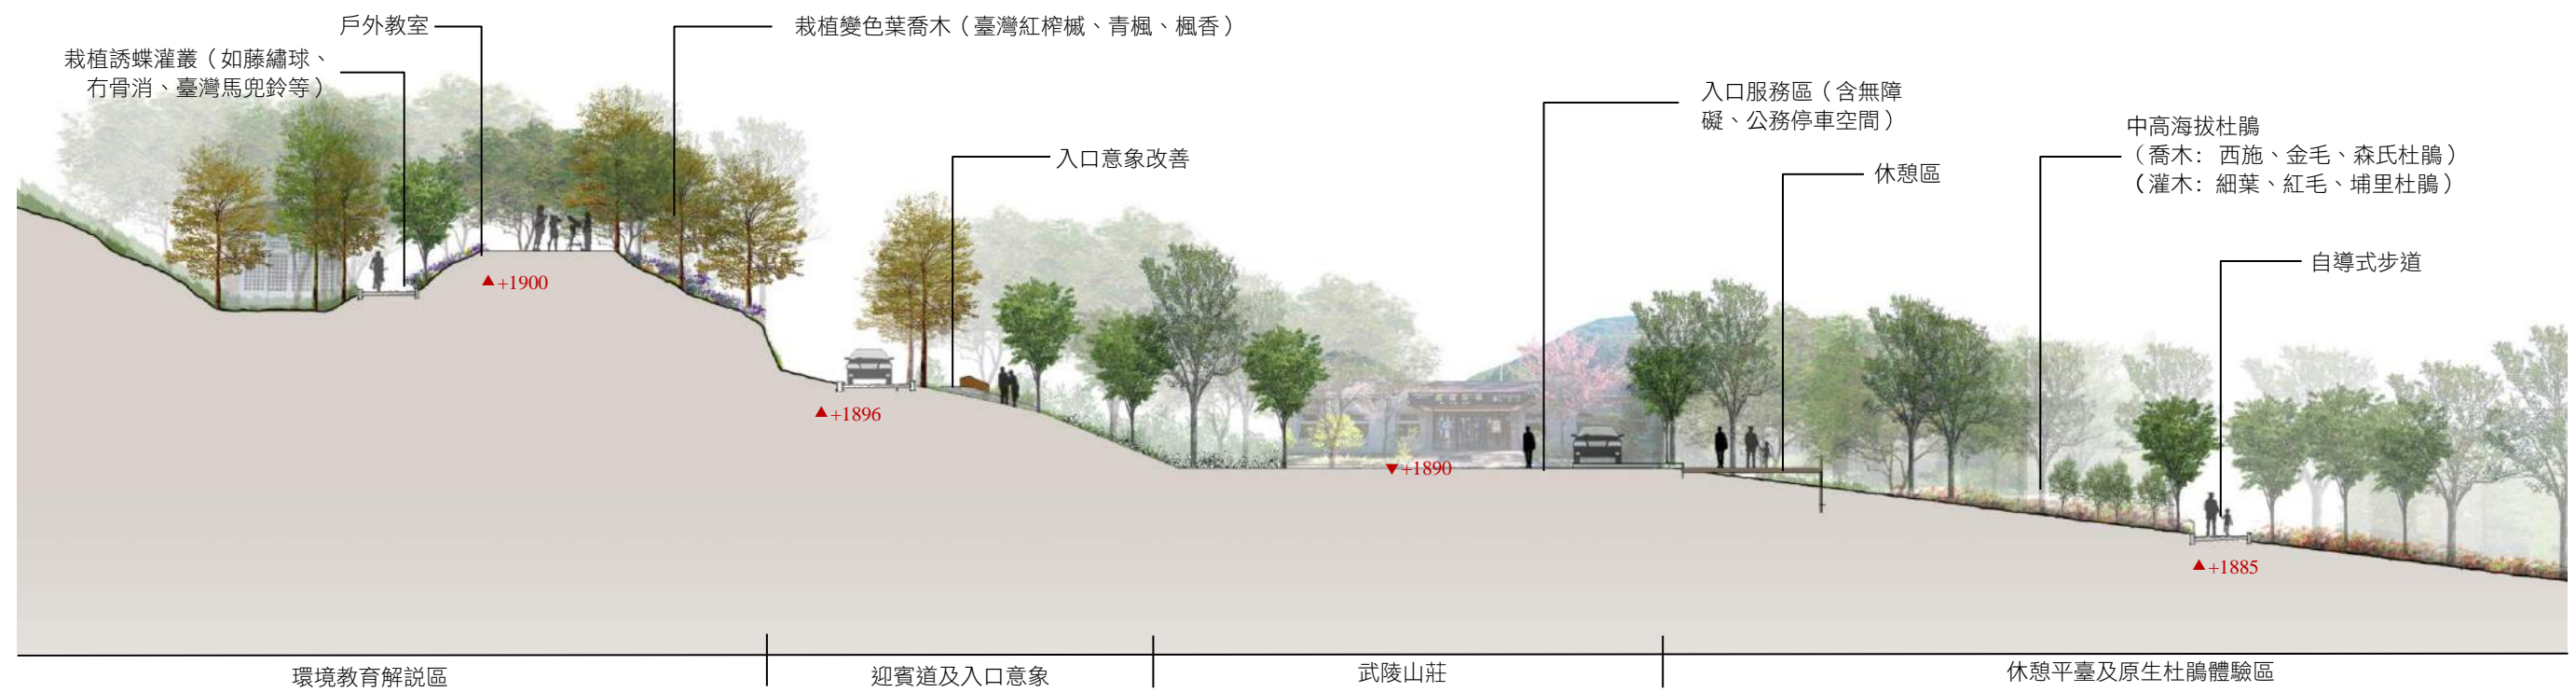 戶外教室
栽植變色葉喬木（臺灣紅榨槭、青楓、楓香）
栽植誘蝶灌叢（如藤繡球、
冇骨消、臺灣馬兜鈴等）
入口服務區（含無障
礙、公務停車空間）
中高海拔杜鵑
（喬木：西施、金毛、森氏杜鵑）
（灌木：細葉、紅毛、埔里杜鵑）
入口意象改善
休憩區
自導式步道
▲+1900
▲+1896
▼+1890
▲+1885
環境教育解說區
迎賓道及入口意象
武陵山莊
休憩平臺及原生杜鵑體驗區